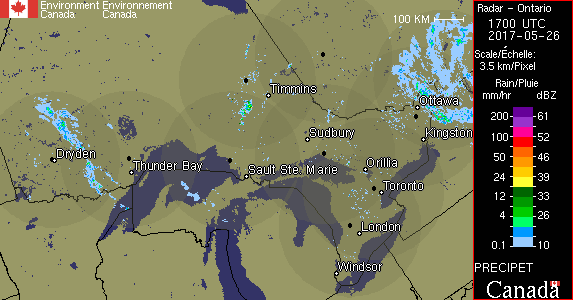 Environment Environnement
Canada Canada
100 KM
Timmins
Ottawa
Sudbury
Kingston
Dryden
Thunder Bay
Sault Ste. Marie
Orillia
Toronto
London
Windsor
Radar - Ontario
1700 UTC
2017-05-26
Scale/Échelle:
3.5 km/Pixel
Rain/Pluie
mm/hr dBZ
200 61
100 52
50 46
24 39
12 33
4 26
0.1 10
PRECIPET
Canada